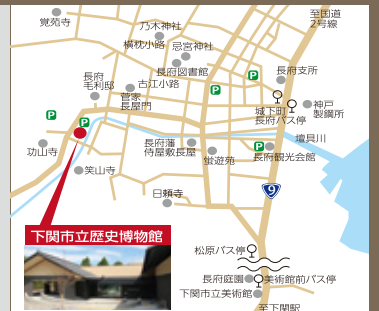 至国道
2号線
覚苑寺
乃木神社
横枕小路
忌宮神社
長府図書館
長府
毛利邸
古江小路
菅家
長屋門
長府支所
P
P
P
P
P
城下町
長府バス停
神戸
製鋼所
壇具川
功山寺
長府藩
侍屋敷長屋
蛍遊苑
長府観光会館
笑山寺
日頼寺
9
下関市立歴史博物館
松原バス停
長府庭園
美術館前バス停
下関市立美術館
至下関駅